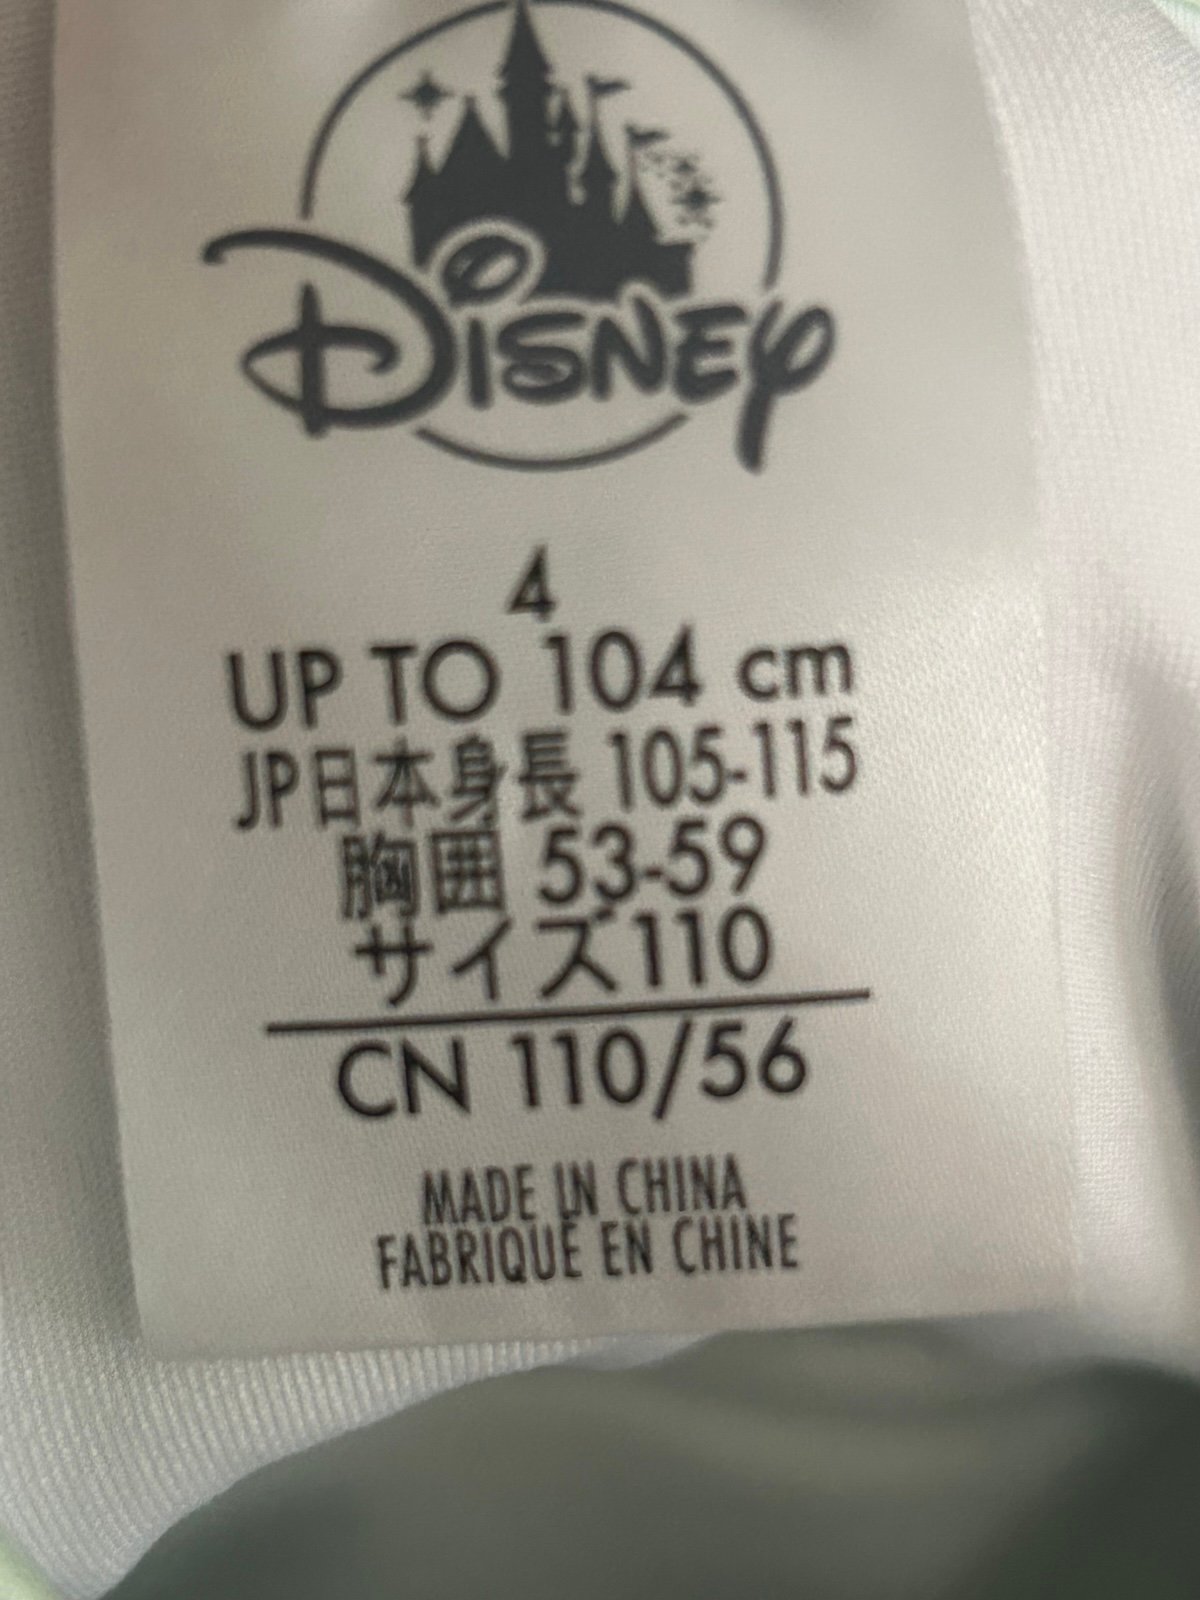 Disney
4
UP TO 104 cm
JP日本身長 105-115
胸囲 53-59
サイズ110
CN 110/56
MADE IN CHINA
FABRIQUÉ EN CHINE